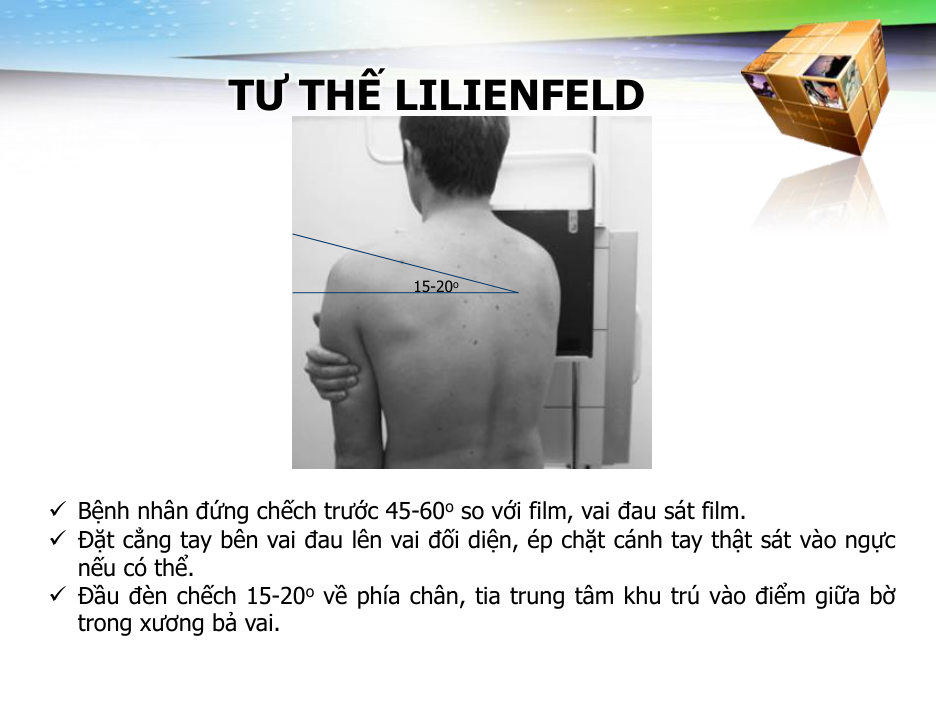 TƯ THẾ LILIENFELD
15-20º
✓ Bệnh nhân đứng chếch trước 45-60º so với film, vai đau sát film.
✓ Đặt cẳng tay bên vai đau lên vai đối diện, ép chặt cánh tay thật sát vào ngực
nếu có thể.
✓ Đầu đèn chếch 15-20º về phía chân, tia trung tâm khu trú vào điểm giữa bờ
trong xương bả vai.